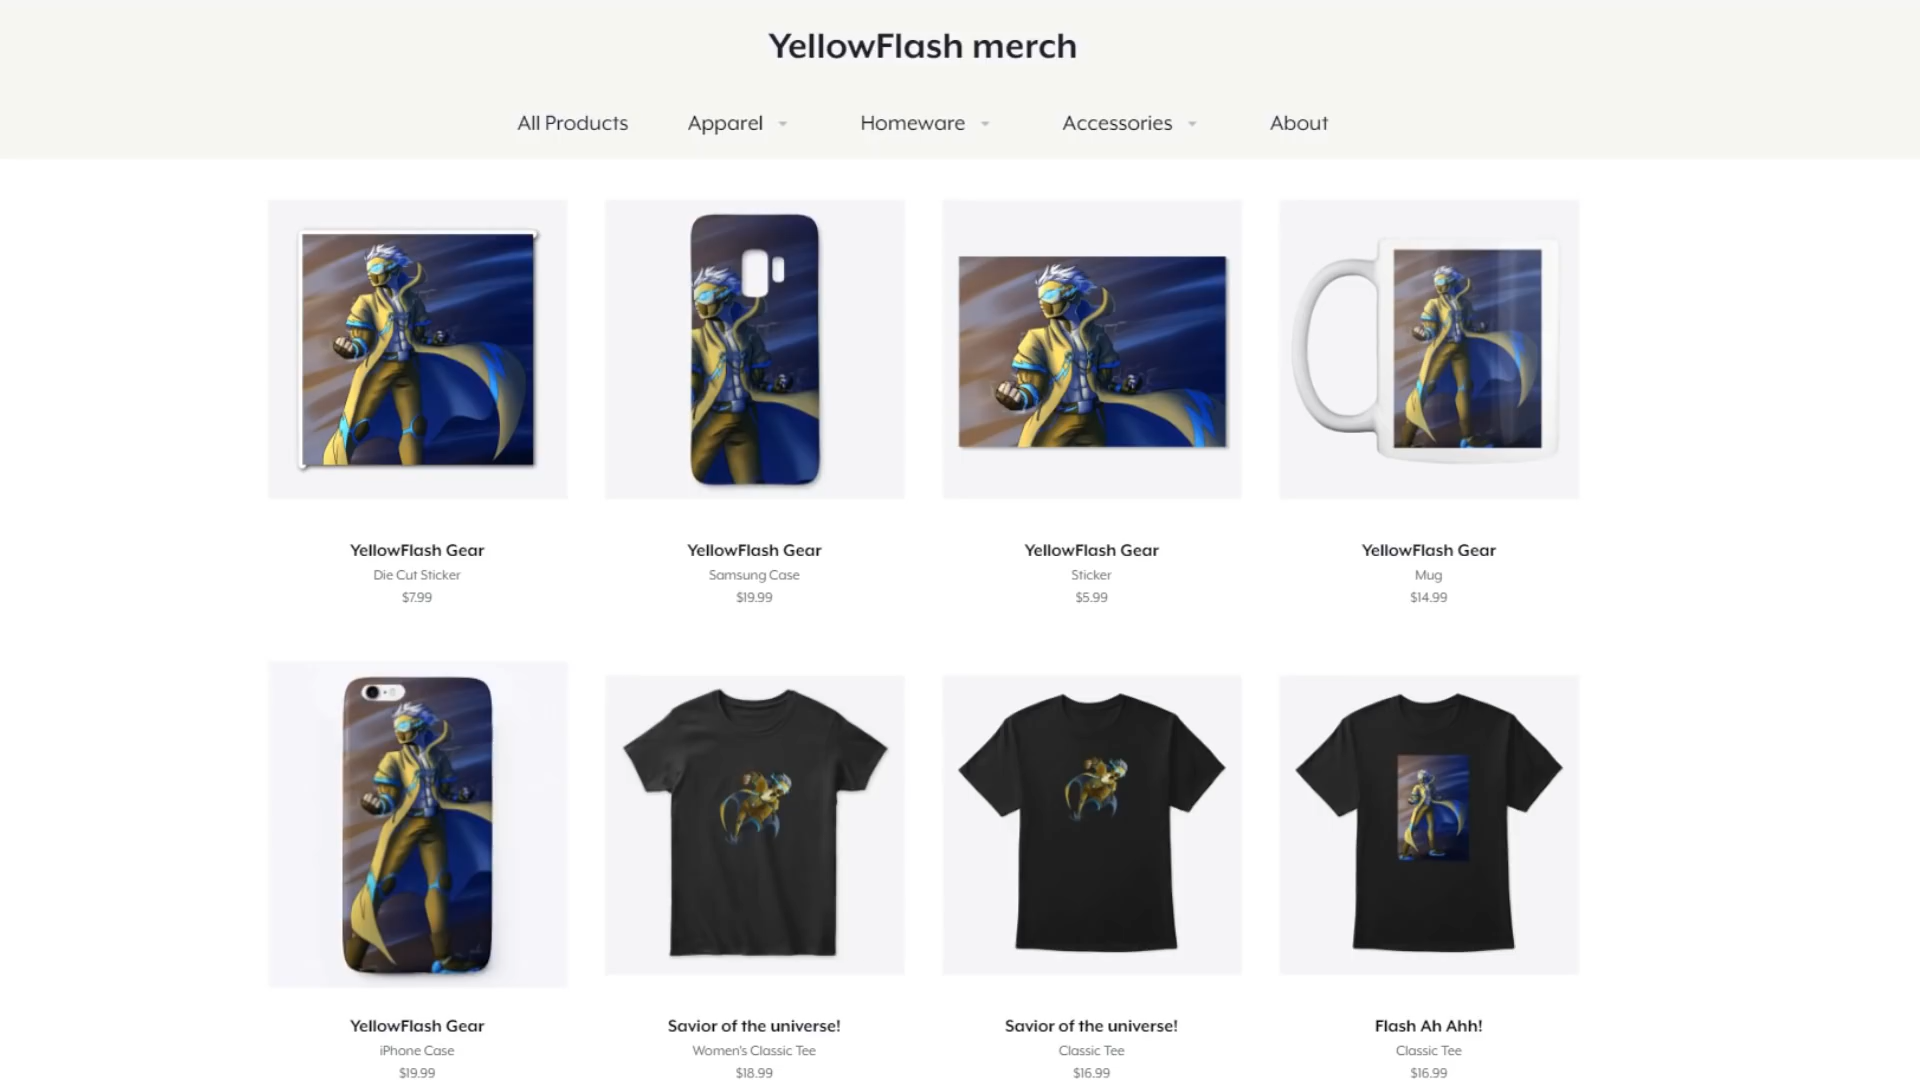 YellowFlash merch
All Products Apparel Homeware Accessories About
YellowFlash Gear
Die Cut Sticker
$7.99
YellowFlash Gear
Samsung Case
$19.99
YellowFlash Gear
Sticker
$5.99
YellowFlash Gear
Mug
$14.99
YellowFlash Gear
iPhone Case
$19.99
Savior of the universe!
Women's Classic Tee
$18.99
Savior of the universe!
Classic Tee
$16.99
Flash Ah Ahh!
Classic Tee
$16.99